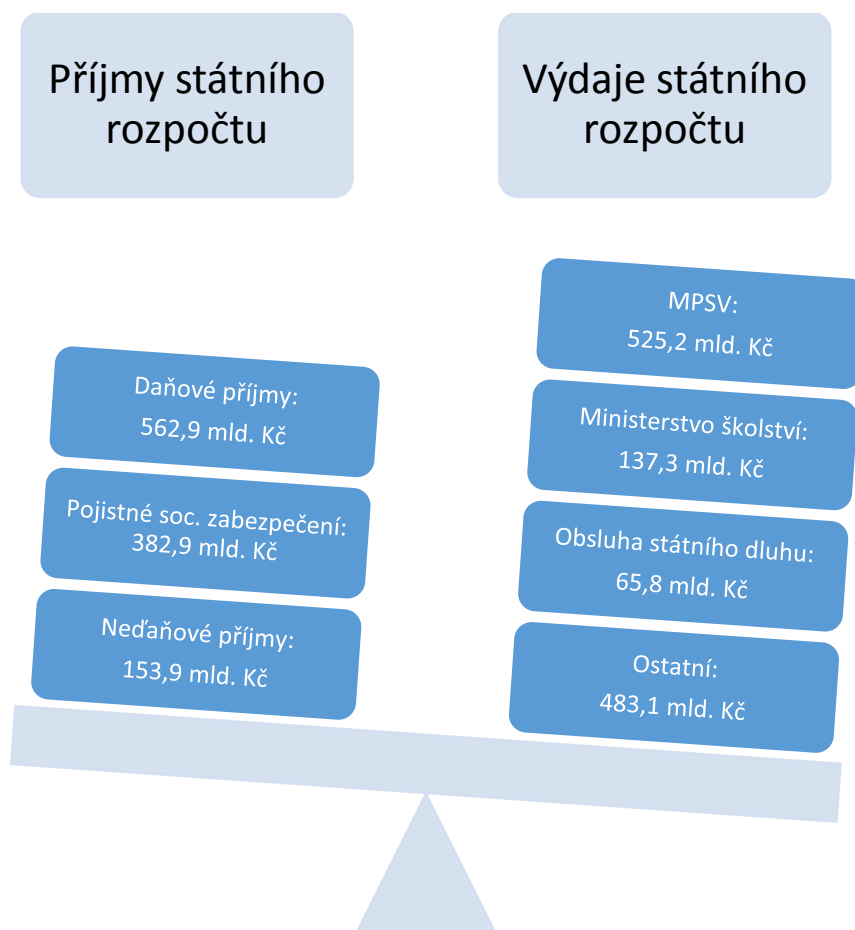 Příjmy státního
rozpočtu
Výdaje státního
rozpočtu
Daňové příjmy:
562,9 mld. Kč
Pojistné soc. zabezpečení:
382,9 mld. Kč
Neďaňové příjmy:
153,9 mld. Kč
MPSV:
525,2 mld. Kč
Ministerstvo školství:
137,3 mld. Kč
Obsluha státního dluhu:
65,8 mld. Kč
Ostatní:
483,1 mld. Kč